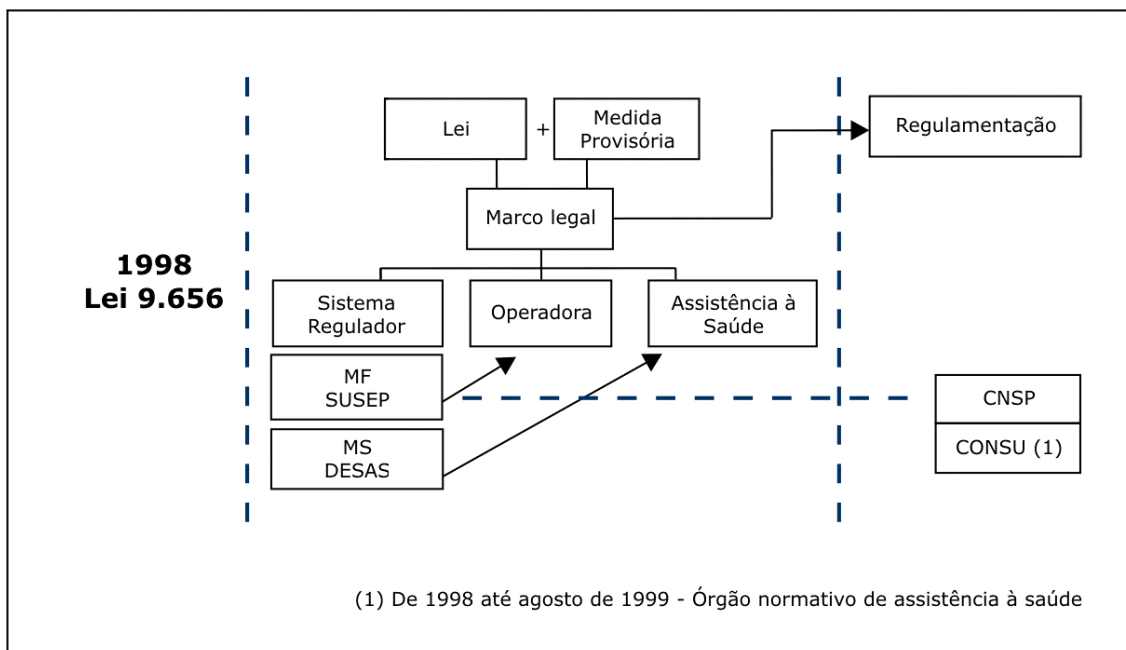 Lei
+
Medida
Provisória
Regulamentação
Marco legal
1998
Lei 9.656
Sistema
Regulador
Operadora
Assistência à
Saúde
MF
SUSEP
CNSP
MS
DESAS
CONSU (1)
(1) De 1998 até agosto de 1999 - Órgão normativo de assistência à saúde